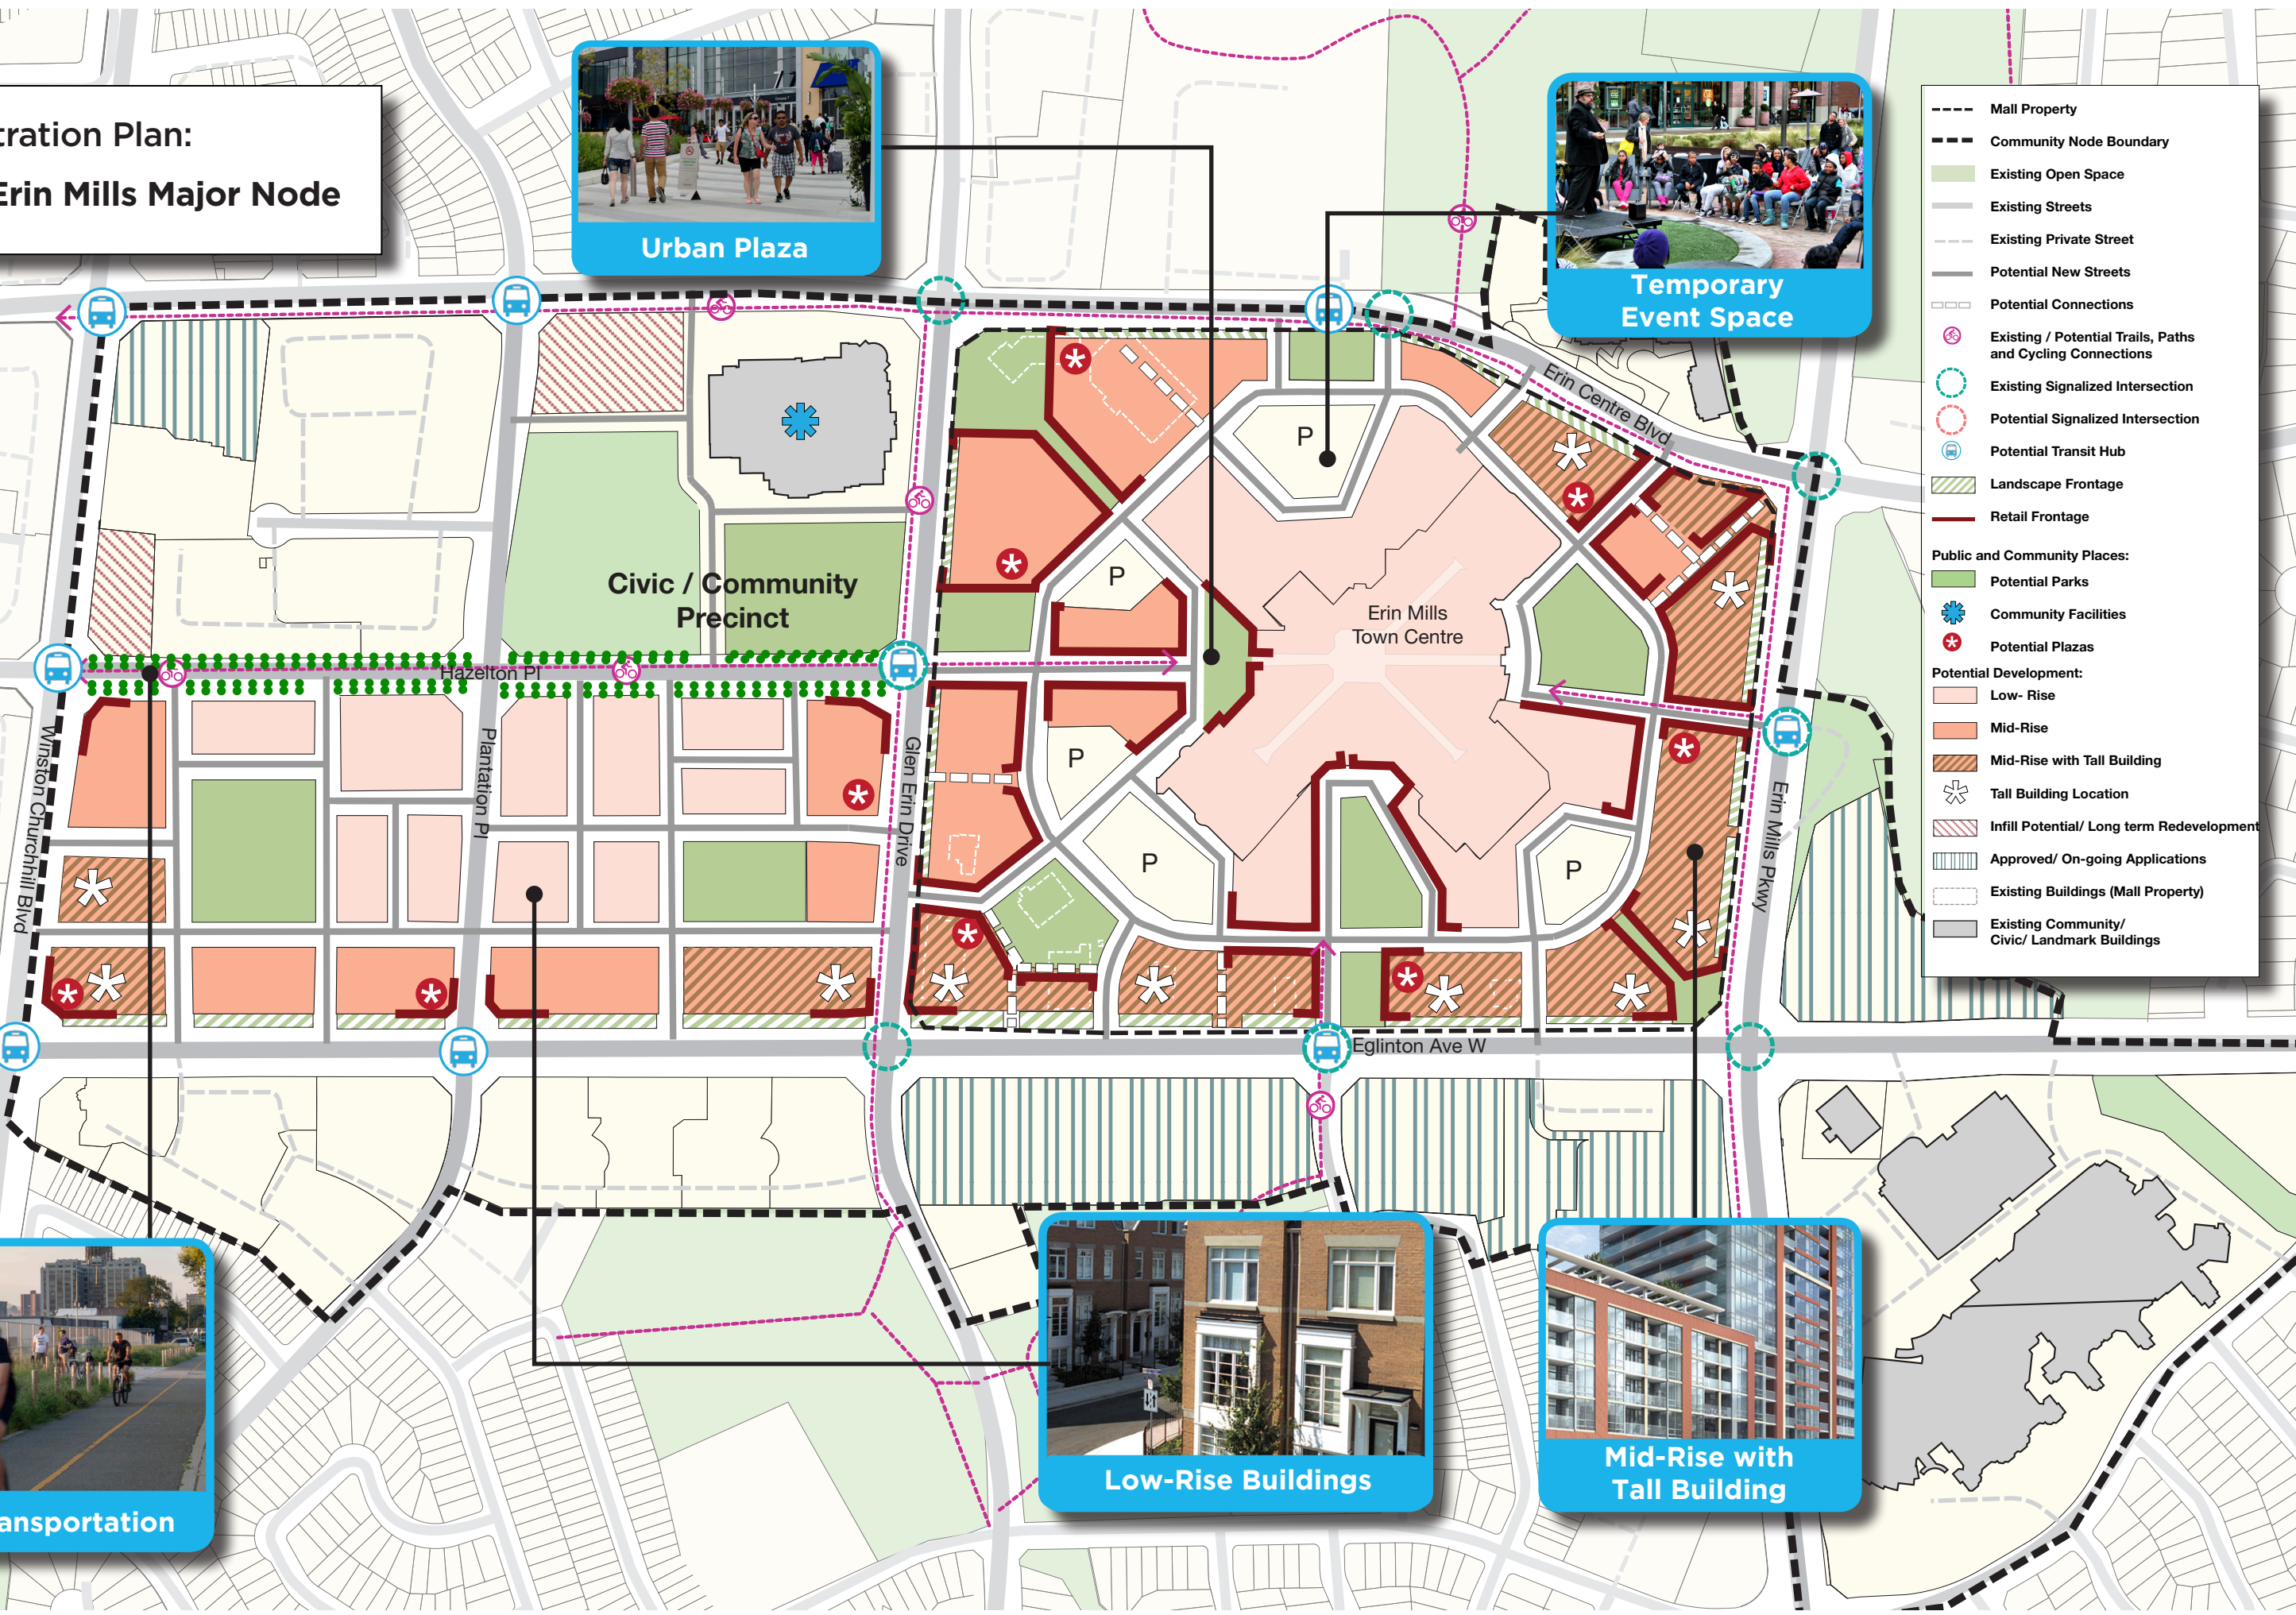 tration Plan:
Erin Mills Major Node
Urban Plaza
Temporary
Event Space
Mall Property
Community Node Boundary
Existing Open Space
Existing Streets
Existing Private Street
Potential New Streets
Potential Connections
Existing / Potential Trails, Paths
and Cycling Connections
Existing Signalized Intersection
Potential Signalized Intersection
Potential Transit Hub
Landscape Frontage
Retail Frontage
Public and Community Places:
Potential Parks
Community Facilities
Potential Plazas
Potential Development:
Low- Rise
Mid-Rise
Mid-Rise with Tall Building
Tall Building Location
Infill Potential/ Long term Redevelopment
Approved/ On-going Applications
Existing Buildings (Mall Property)
Existing Community/
Civic/ Landmark Buildings
Erin Centre Blvd
P
P
Civic / Community
Precinct
Erin Mills
Town Centre
Hazelton Pl
Winston Churchhill Blvd
Plantation Pl
Glen Erin Drive
P
P
P
Erin Mills Pkwy
Eglinton Ave W
ansportation
Low-Rise Buildings
Mid-Rise with
Tall Building